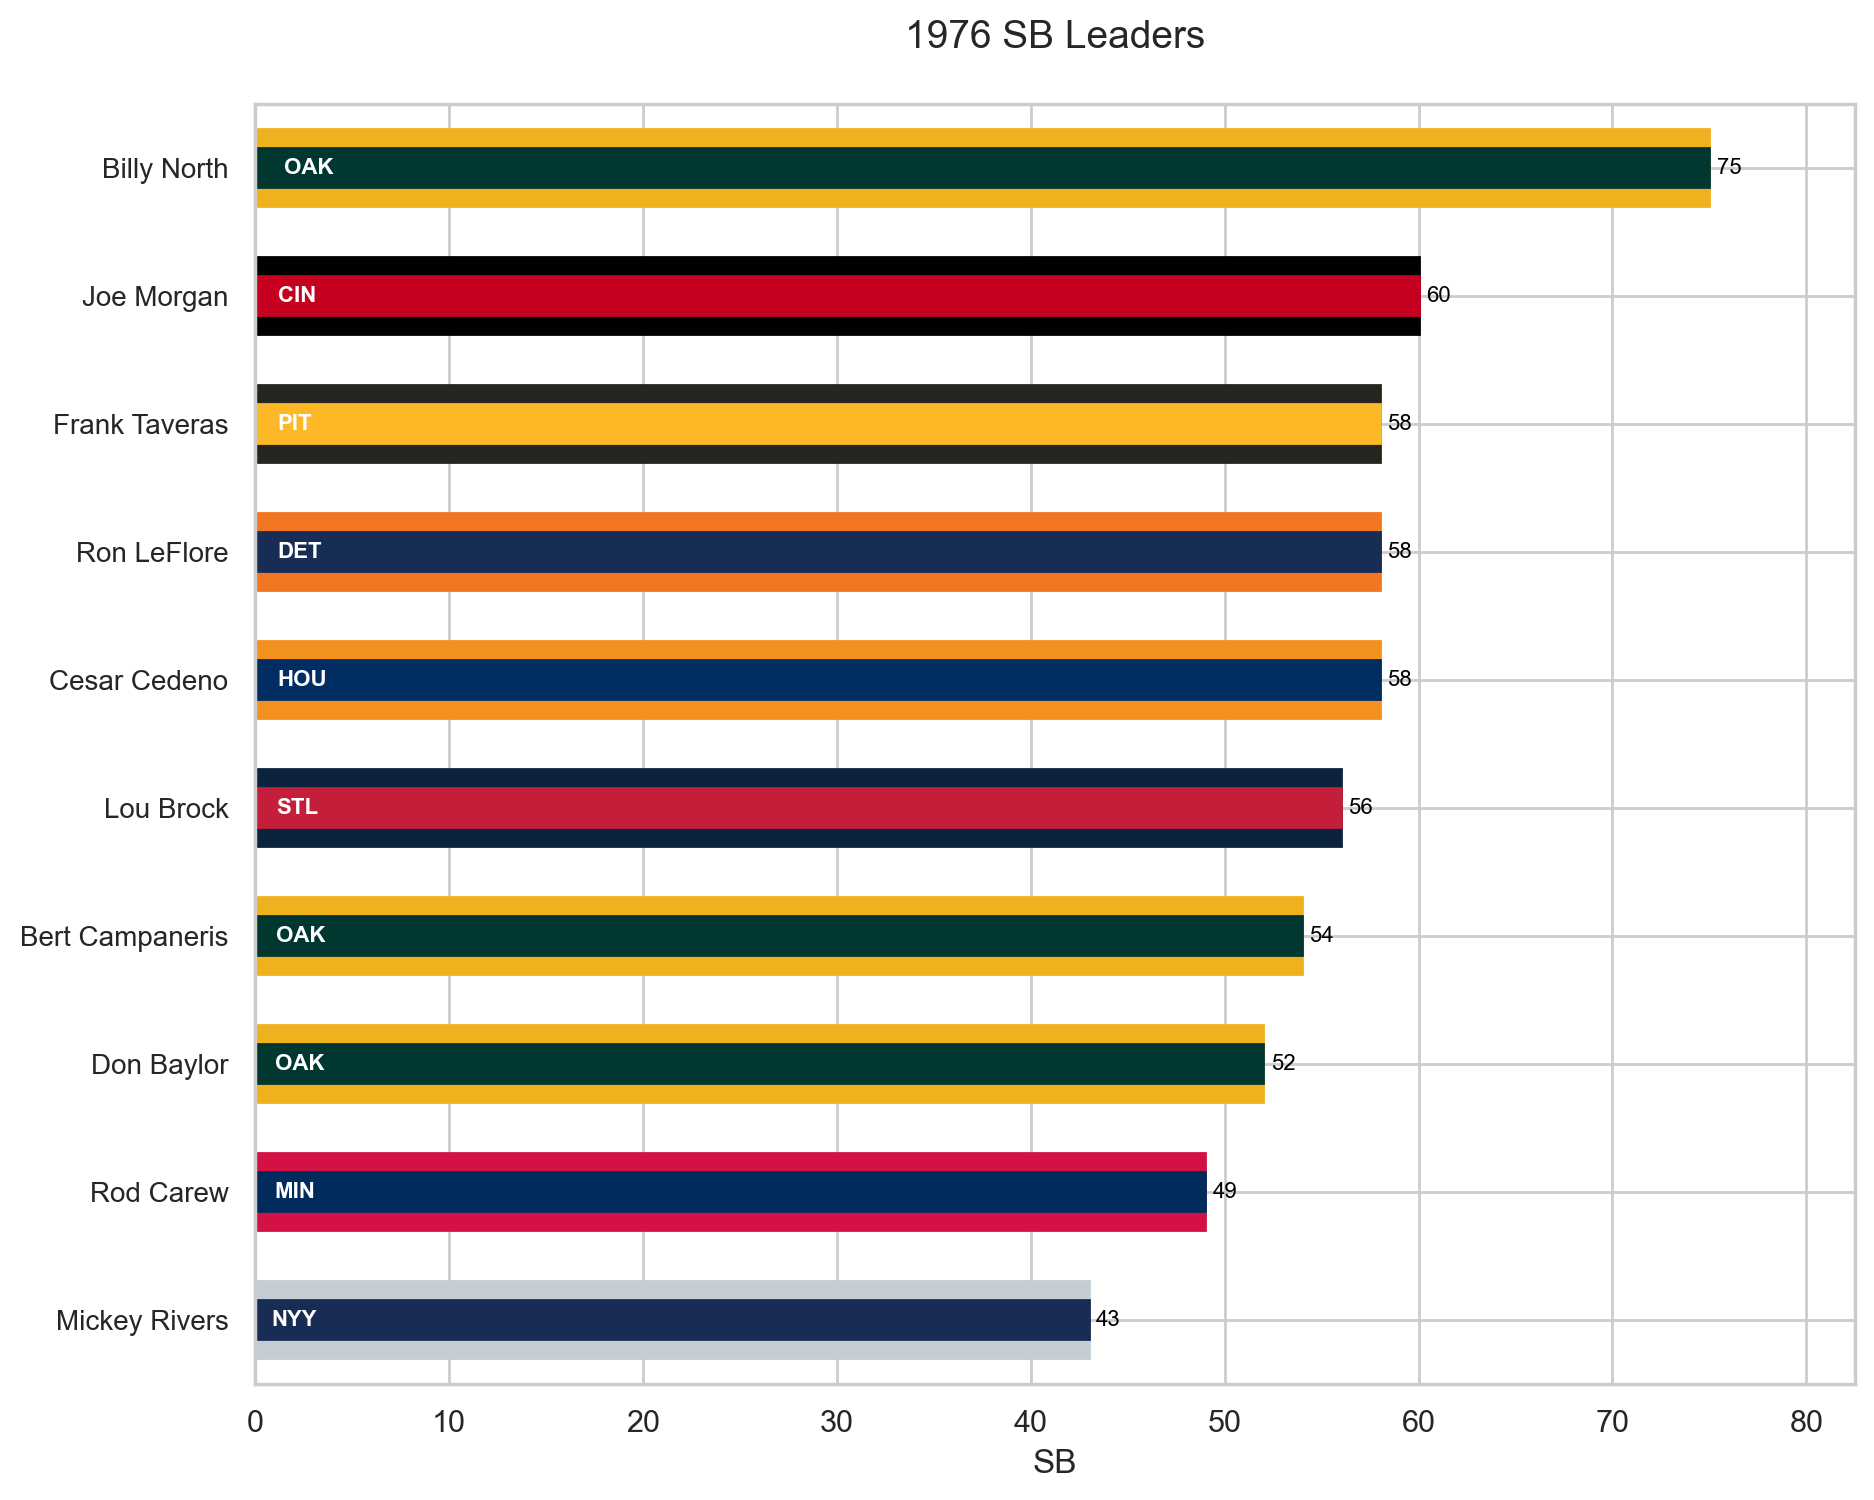 1976 SB Leaders
Billy North OAK 75
Joe Morgan CIN 60
Frank Taveras PIT 58
Ron LeFlore DET 58
Cesar Cedeno HOU 58
Lou Brock STL 56
Bert Campaneris OAK 54
Don Baylor OAK 52
Rod Carew MIN 49
Mickey Rivers NYY 43
0 10 20 30 40 50 60 70 80
SB